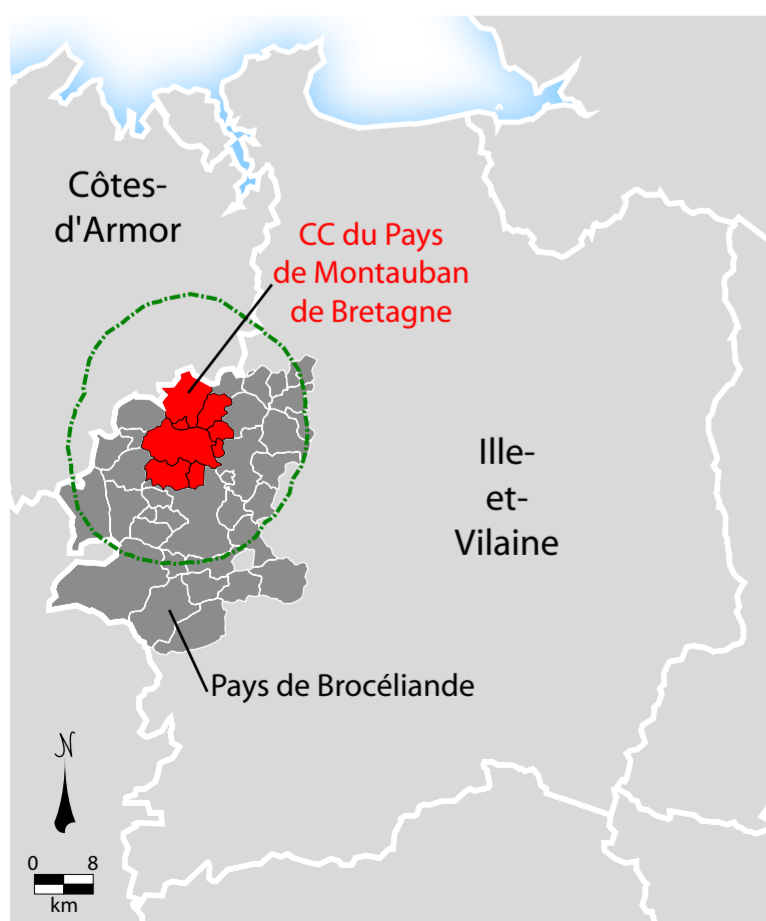 Côtes-
d'Armor
CC du Pays
de Montauban
de Bretagne
Ille-
et-
Vilaine
Pays de Brocéliande
N
0 8
km